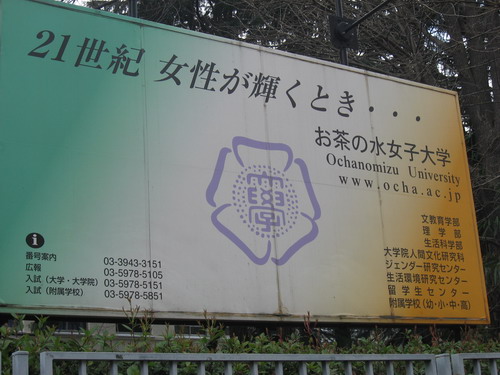 21世紀 女性が輝くとき・・・
お茶の水女子大学
Ochanomizu University
www.ocha.ac.jp
學
文教育学部
理学部
生活科学部
大学院人間文化研究科
ジェンダー研究センター
生活環境研究センター
留学生センター
附属学校(幼・小・中・高)
i
番号案内 03-3943-3151
広報 03-5978-5105
入試(大学・大学院) 03-5978-5151
入試(附属学校) 03-5978-5851